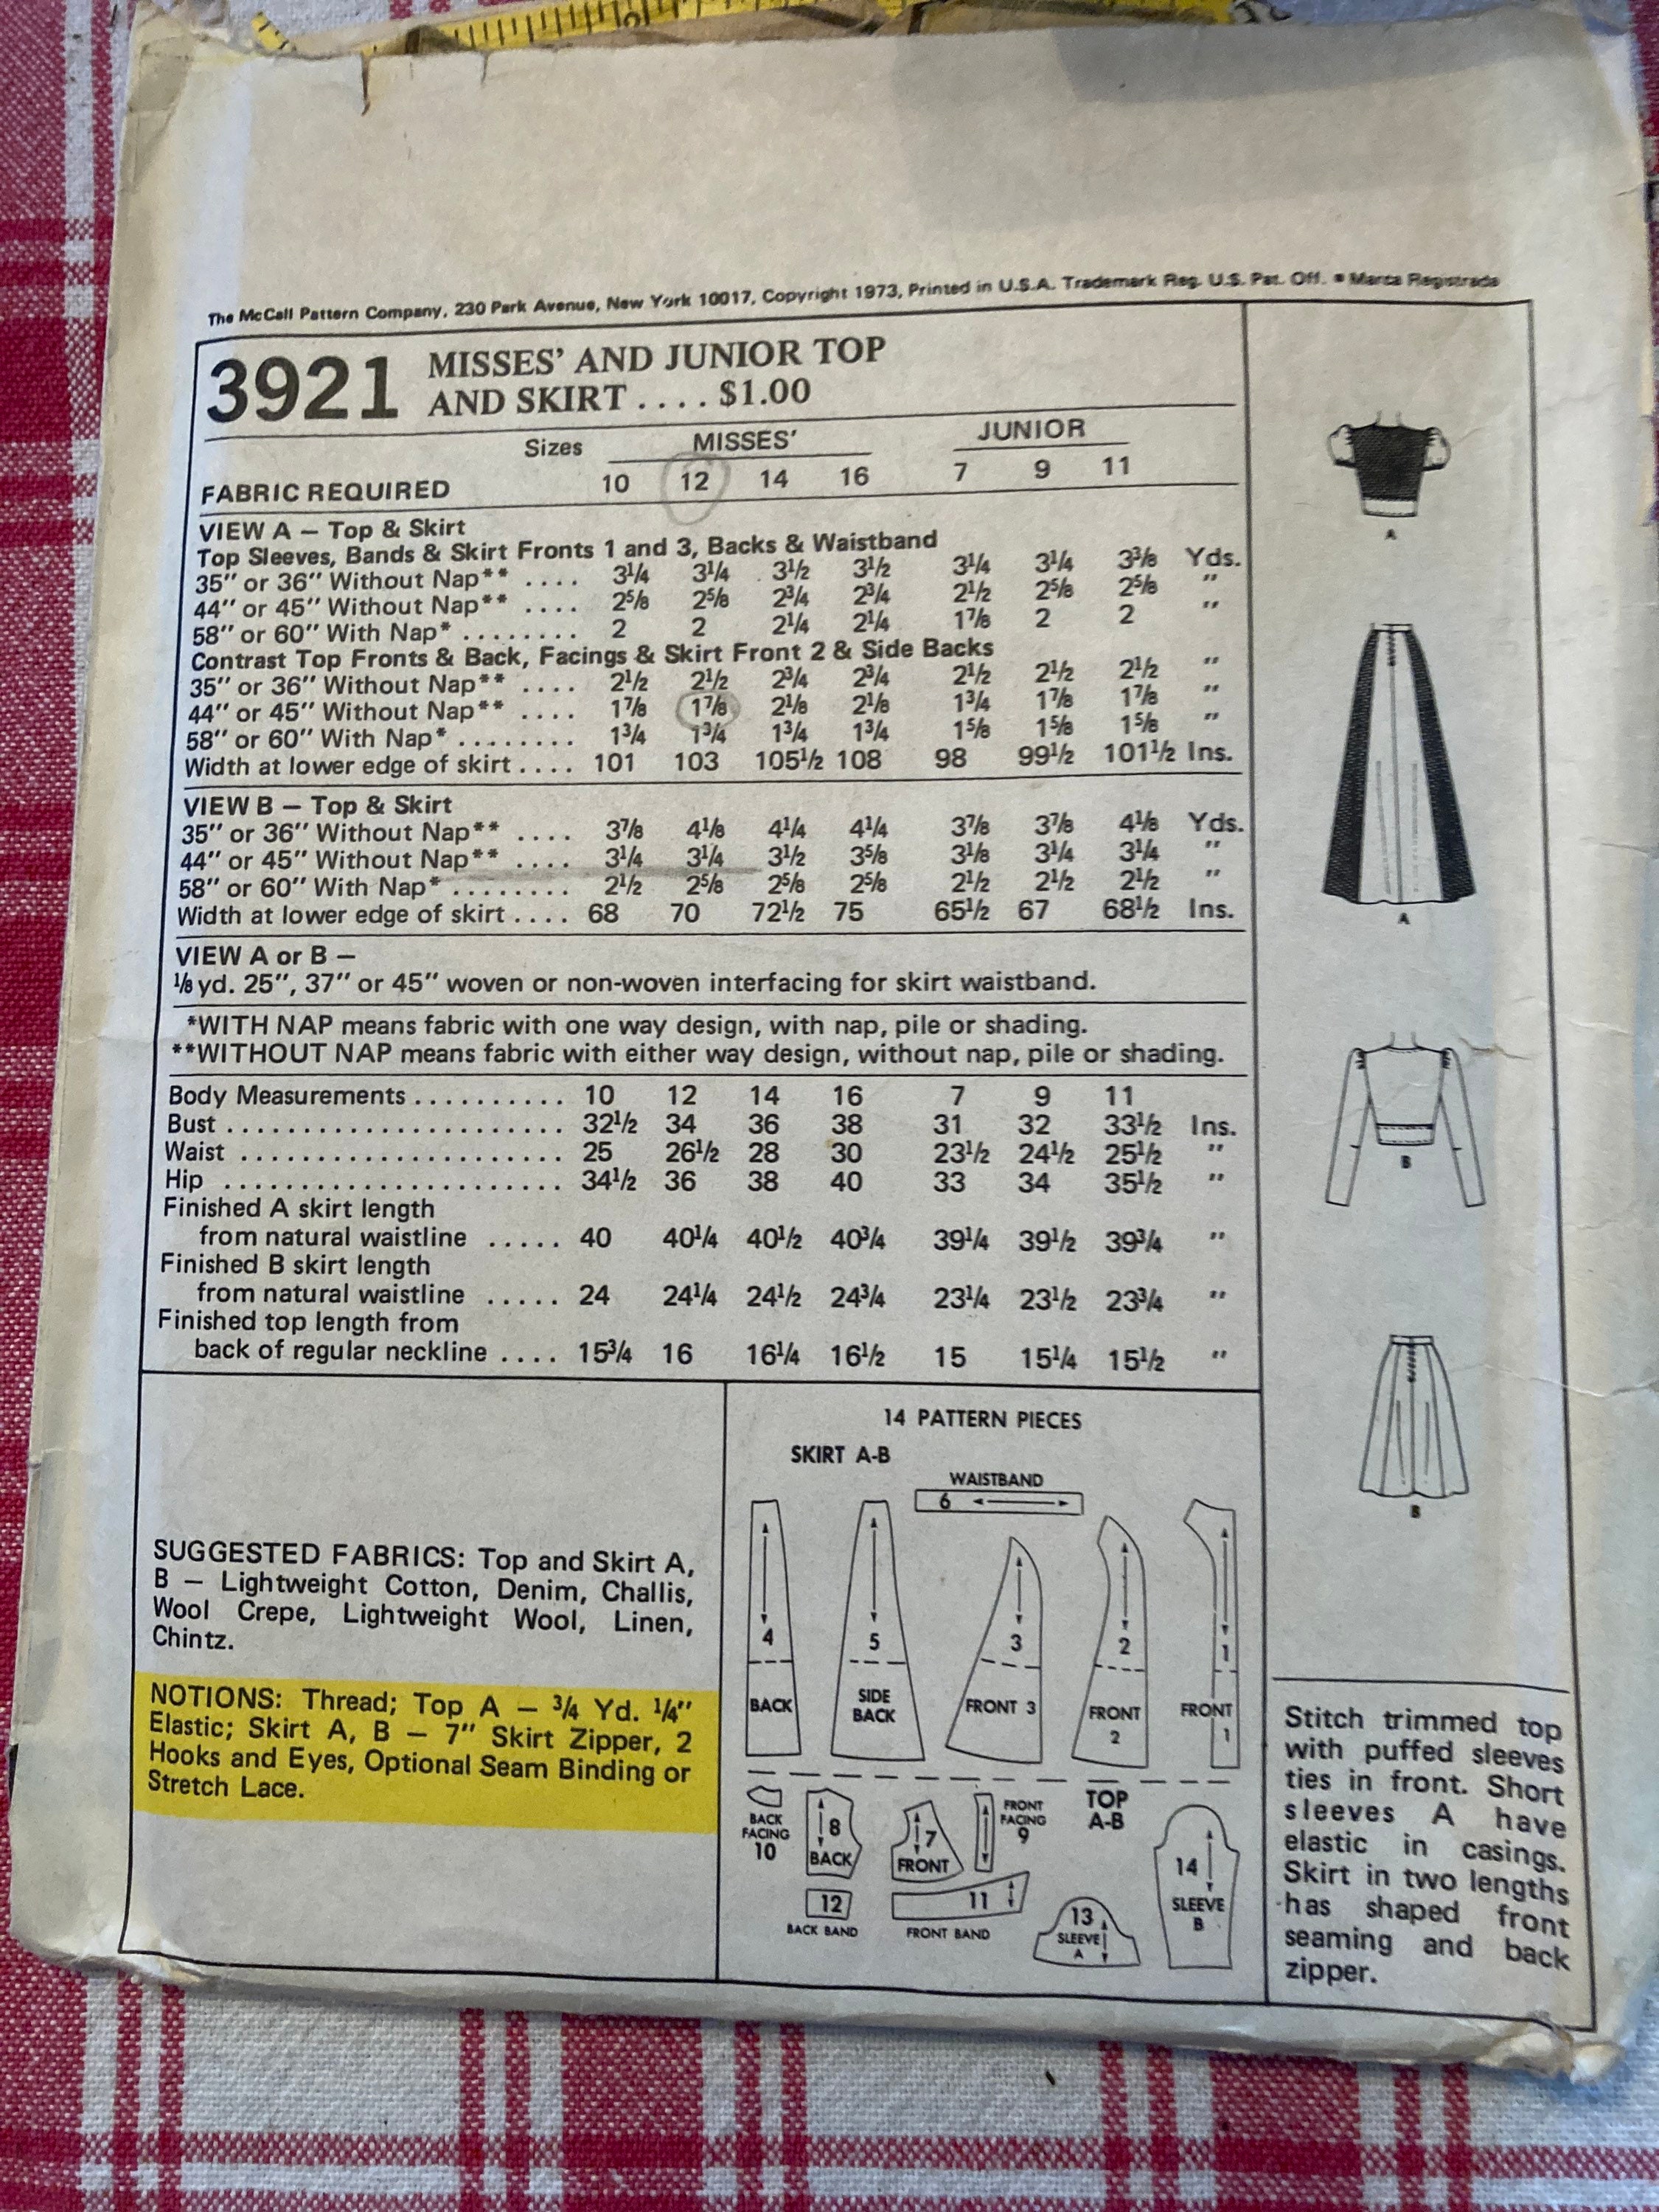 The McCall Pattern Company, 230 Park Avenue, New York 10017, Copyright 1973, Printed in U.S.A. Trademark Reg. U.S. Pat. Off. ■ Marca Registrada
3921 MISSES’ AND JUNIOR TOP
AND SKIRT . . . . $1.00
Sizes MISSES’ JUNIOR
FABRIC REQUIRED 10 12 14 16 7 9 11
VIEW A – Top & Skirt
Top Sleeves, Bands & Skirt Fronts 1 and 3, Backs & Waistband
35″ or 36″ Without Nap** . . . . 3¼ 3¼ 3½ 3½ 3¼ 3¼ 3⅜ Yds.
44″ or 45″ Without Nap** . . . . 2⅝ 2⅝ 2¾ 2¾ 2½ 2⅝ 2⅝ ″
58″ or 60″ With Nap* . . . . . . . . 2 2 2¼ 2¼ 1⅞ 2 2 ″
Contrast Top Fronts & Back, Facings & Skirt Front 2 & Side Backs
35″ or 36″ Without Nap** . . . . 2½ 2½ 2¾ 2¾ 2½ 2½ 2½ ″
44″ or 45″ Without Nap** . . . . 1⅞ 1⅞ 2⅛ 2⅛ 1¾ 1⅞ 1⅞ ″
58″ or 60″ With Nap* . . . . . . . . 1¾ 1¾ 1¾ 1¾ 1⅝ 1⅝ 1⅝ ″
Width at lower edge of skirt . . . . 101 103 105½ 108 98 99½ 101½ Ins.
VIEW B – Top & Skirt
35″ or 36″ Without Nap** . . . . 3⅞ 4⅛ 4¼ 4¼ 3⅞ 3⅞ 4⅛ Yds.
44″ or 45″ Without Nap** . . . . 3¼ 3¼ 3½ 3⅝ 3⅛ 3¼ 3¼ ″
58″ or 60″ With Nap* . . . . . . . . 2½ 2⅝ 2⅝ 2⅝ 2½ 2½ 2½ ″
Width at lower edge of skirt . . . . 68 70 72½ 75 65½ 67 68½ Ins.
VIEW A or B –
⅛ yd. 25″, 37″ or 45″ woven or non-woven interfacing for skirt waistband.
*WITH NAP means fabric with one way design, with nap, pile or shading.
**WITHOUT NAP means fabric with either way design, without nap, pile or shading.
Body Measurements . . . . . . . . . . 10 12 14 16 7 9 11
Bust . . . . . . . . . . . . . . . . . . . . . . . 32½ 34 36 38 31 32 33½ Ins.
Waist . . . . . . . . . . . . . . . . . . . . . . 25 26½ 28 30 23½ 24½ 25½ ″
Hip . . . . . . . . . . . . . . . . . . . . . . . 34½ 36 38 40 33 34 35½ ″
Finished A skirt length
from natural waistline . . . . . 40 40¼ 40½ 40¾ 39¼ 39½ 39¾ ″
Finished B skirt length
from natural waistline . . . . . 24 24¼ 24½ 24¾ 23¼ 23½ 23¾ ″
Finished top length from
back of regular neckline . . . . 15¾ 16 16¼ 16½ 15 15¼ 15½ ″
A
A
B
B
SUGGESTED FABRICS: Top and Skirt A,
B – Lightweight Cotton, Denim, Challis,
Wool Crepe, Lightweight Wool, Linen,
Chintz.
NOTIONS: Thread; Top A – ¾ Yd. ¼″
Elastic; Skirt A, B – 7″ Skirt Zipper, 2
Hooks and Eyes, Optional Seam Binding or
Stretch Lace.
14 PATTERN PIECES
SKIRT A-B
WAISTBAND
6
4 BACK
5 SIDE BACK
3 FRONT 3
2 FRONT 2
1 FRONT 1
BACK FACING 10
8 BACK
7 FRONT
FRONT FACING 9
TOP A-B
12 BACK BAND
11 FRONT BAND
13 SLEEVE A
14 SLEEVE B
Stitch trimmed top
with puffed sleeves
ties in front. Short
sleeves A have
elastic in casings.
Skirt in two lengths
has shaped front
seaming and back
zipper.